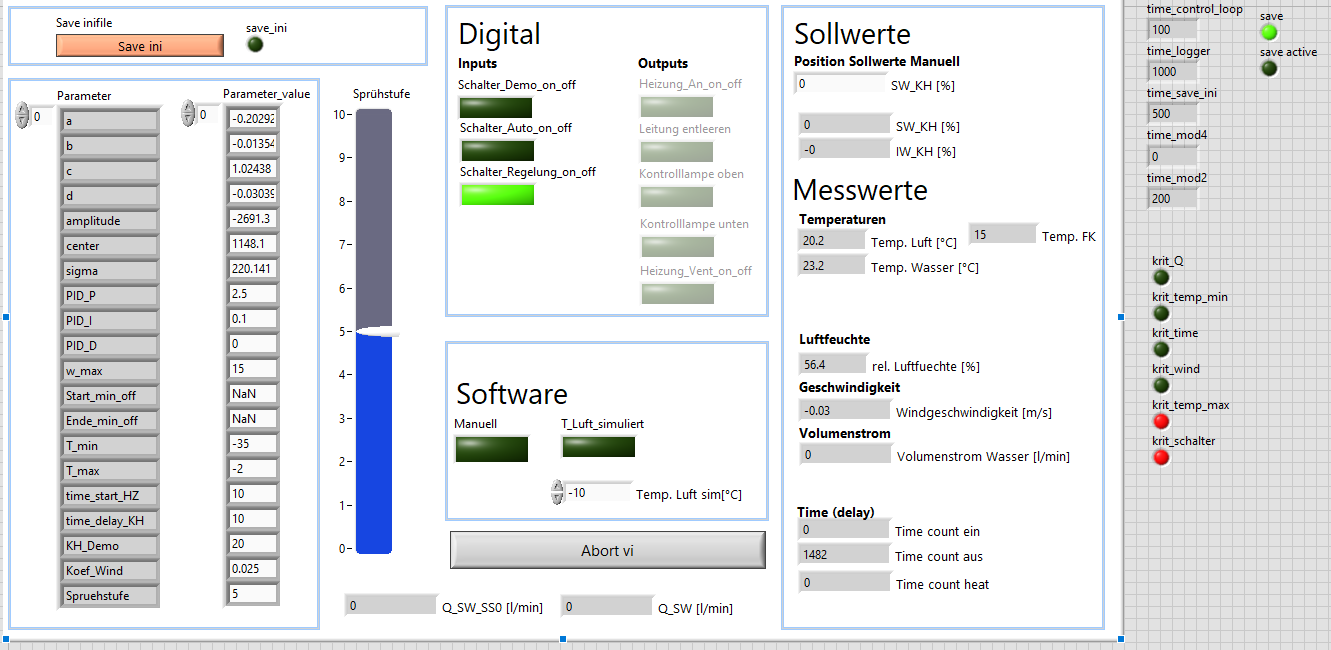 Save inifile
Save ini
save_ini
Parameter
Parameter_value
0
0
a
-0.20292
b
-0.01354
c
1.02438
d
-0.03039
amplitude
-2691.3
center
1148.1
sigma
220.141
PID_P
2.5
PID_I
0.1
PID_D
0
w_max
15
Start_min_off
NaN
Ende_min_off
NaN
T_min
-35
T_max
-2
time_start_HZ
10
time_delay_KH
10
KH_Demo
20
Koef_Wind
0.025
Spruehstufe
5
Sprühstufe
10
9
8
7
6
5
4
3
2
1
0
0
Q_SW_SS0 [l/min]
0
Q_SW [l/min]
Digital
Inputs
Schalter_Demo_on_off
Schalter_Auto_on_off
Schalter_Regelung_on_off
Outputs
Heizung_An_on_off
Leitung entleeren
Kontrolllampe oben
Kontrolllampe unten
Heizung_Vent_on_off
Software
Manuell
T_Luft_simuliert
-10
Temp. Luft sim[°C]
Abort vi
Sollwerte
Position Sollwerte Manuell
0
SW_KH [%]
0
SW_KH [%]
-0
IW_KH [%]
Messwerte
Temperaturen
20.2
Temp. Luft [°C]
15
Temp. FK
23.2
Temp. Wasser [°C]
Luftfeuchte
56.4
rel. Luftfuechte [%]
Geschwindigkeit
-0.03
Windgeschwindigkeit [m/s]
Volumenstrom
0
Volumenstrom Wasser [l/min]
Time (delay)
0
Time count ein
1482
Time count aus
0
Time count heat
time_control_loop
100
time_logger
1000
time_save_ini
500
time_mod4
0
time_mod2
200
save
save active
krit_Q
krit_temp_min
krit_time
krit_wind
krit_temp_max
krit_schalter